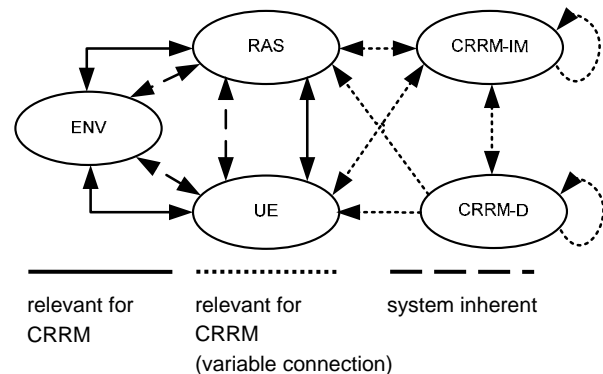 RAS
CRRM-IM
ENV
UE
CRRM-D
relevant for
CRRM
relevant for
CRRM
(variable connection)
system inherent